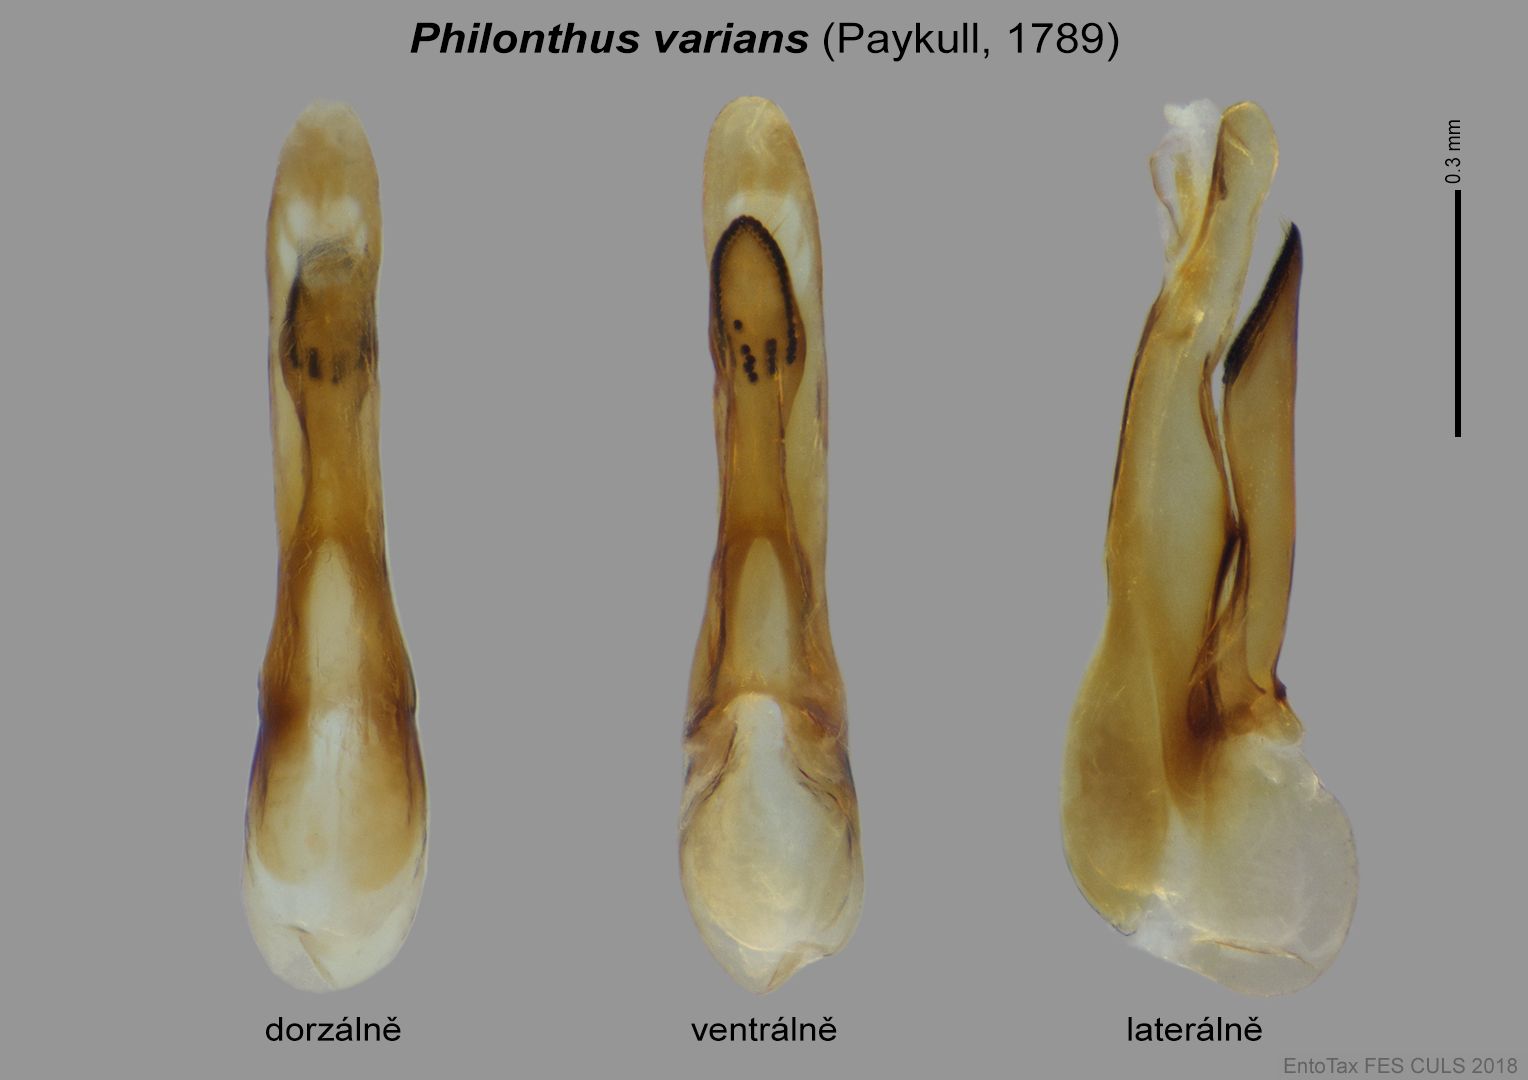 Philonthus varians (Paykull, 1789)
0.3 mm
dorzálně
ventrálně
laterálně
EntoTax FES CULS 2018